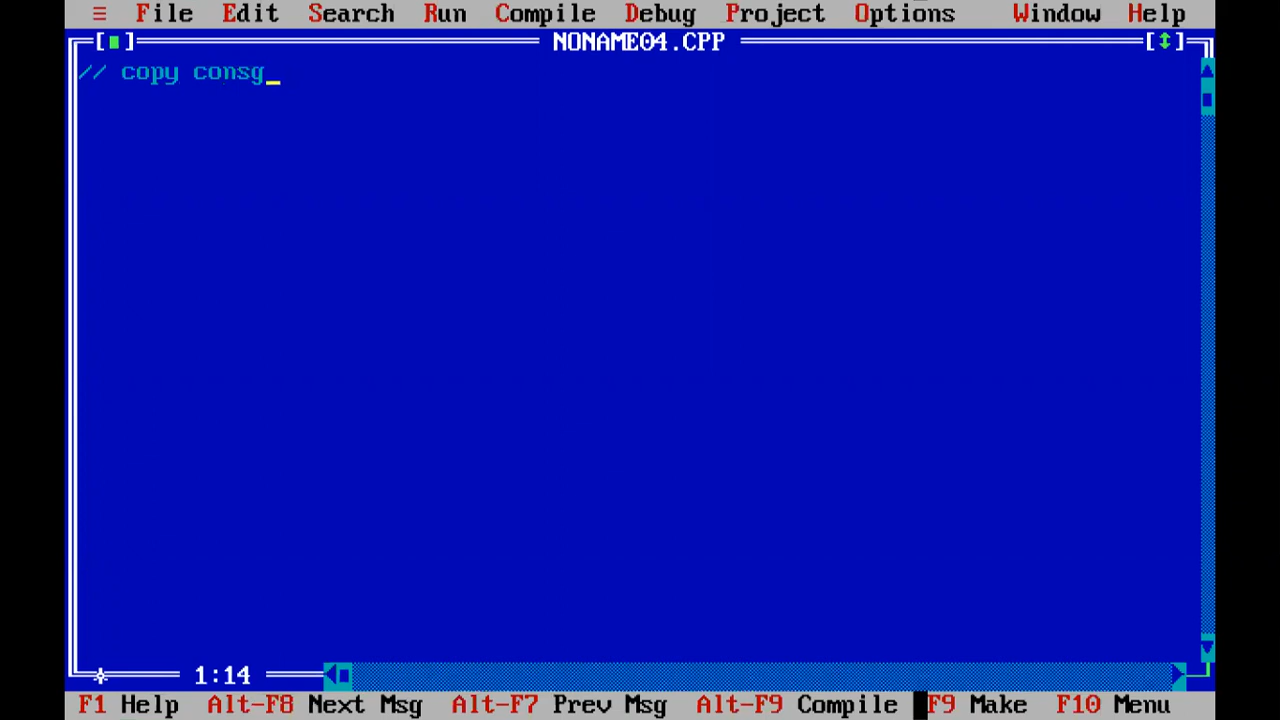 ≡ File Edit Search Run Compile Debug Project Options Window Help
[■] NONAME04.CPP [↕]
// copy consg_
1:14
F1 Help Alt-F8 Next Msg Alt-F7 Prev Msg Alt-F9 Compile F9 Make F10 Menu